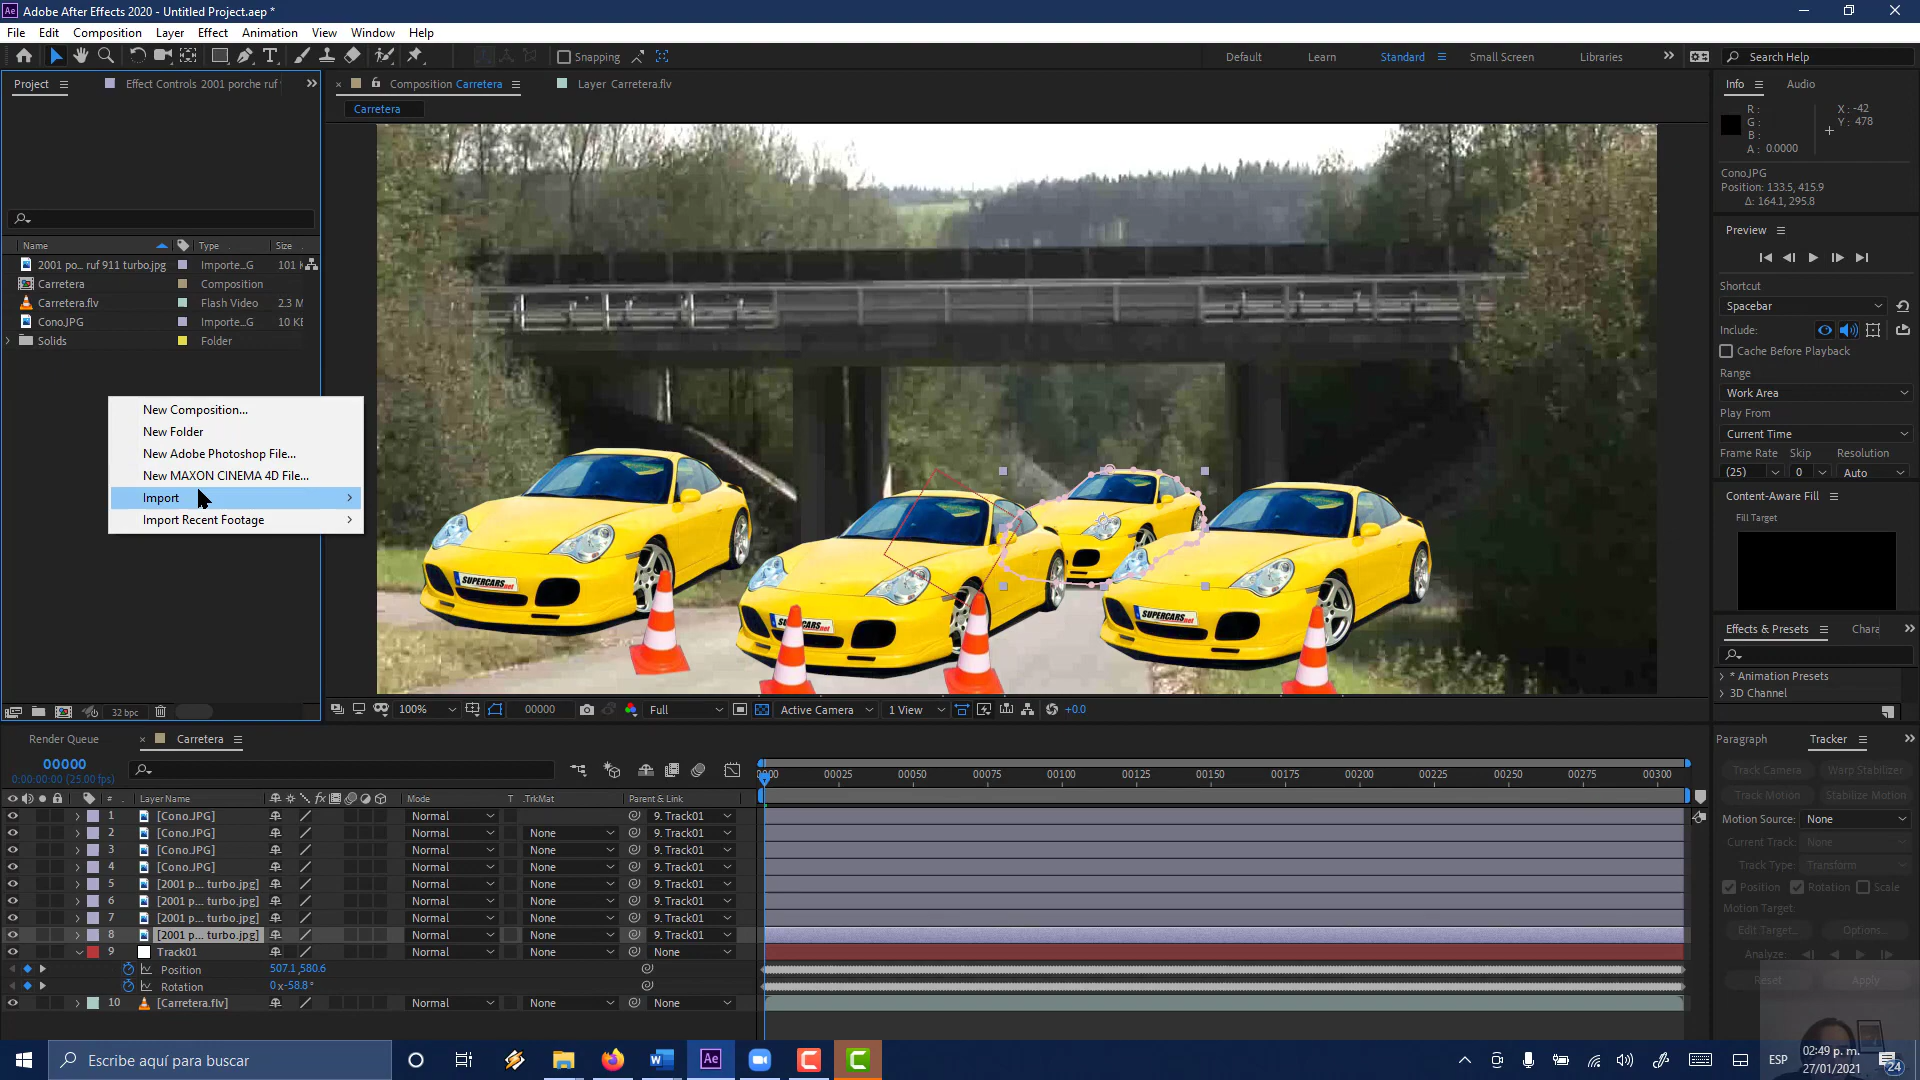 Adobe After Effects 2020 - Untitled Project.aep *
File Edit Composition Layer Effect Animation View Window Help
Snapping Default Learn Standard Small Screen Libraries Search Help
Project Effect Controls 2001 porche ruf
Composition Carretera Layer Carretera.flv
Carretera
Name Type Size
2001 po... ruf 911 turbo.jpg Importe...G 101 K
Carretera Composition
Carretera.flv Flash Video 2.3 M
Cono.JPG Importe...G 10 KB
Solids Folder
New Composition...
New Folder
New Adobe Photoshop File...
New MAXON CINEMA 4D File...
Import
Import Recent Footage
SUPERCARS.net
SUPERCARS.net
SUPERCARS.net
32 bpc
100% 00000 Full Active Camera 1 View +0.0
Info Audio
R :
G :
B :
A : 0.0000
X : -42
Y : 478
Cono.JPG
Position: 133.5, 415.9
Δ: 164.1, 295.8
Preview
Shortcut
Spacebar
Include:
Cache Before Playback
Range
Work Area
Play From
Current Time
Frame Rate Skip Resolution
(25) 0 Auto
Content-Aware Fill
Fill Target
Effects & Presets Chara
* Animation Presets
3D Channel
Render Queue Carretera
00000
0:00:00:00 (25.00 fps)
00025 00050 00075 00100 00125 00150 00175 00200 00225 00250 00275 00300
# Layer Name Mode T .TrkMat Parent & Link
1 [Cono.JPG] Normal 9. Track01
2 [Cono.JPG] Normal None 9. Track01
3 [Cono.JPG] Normal None 9. Track01
4 [Cono.JPG] Normal None 9. Track01
5 [2001 p... turbo.jpg] Normal None 9. Track01
6 [2001 p... turbo.jpg] Normal None 9. Track01
7 [2001 p... turbo.jpg] Normal None 9. Track01
8 [2001 p... turbo.jpg] Normal None 9. Track01
9 Track01 Normal None None
Position 507.1,580.6
Rotation 0x-58.8°
10 [Carretera.flv] Normal None None
Paragraph Tracker
Track Camera Warp Stabilizer
Track Motion Stabilize Motion
Motion Source: None
Current Track: None
Track Type: Transform
Position Rotation Scale
Motion Target:
Edit Target... Options...
Analyze:
Reset Apply
Escribe aquí para buscar
ESP
02:49 p. m.
27/01/2021
24